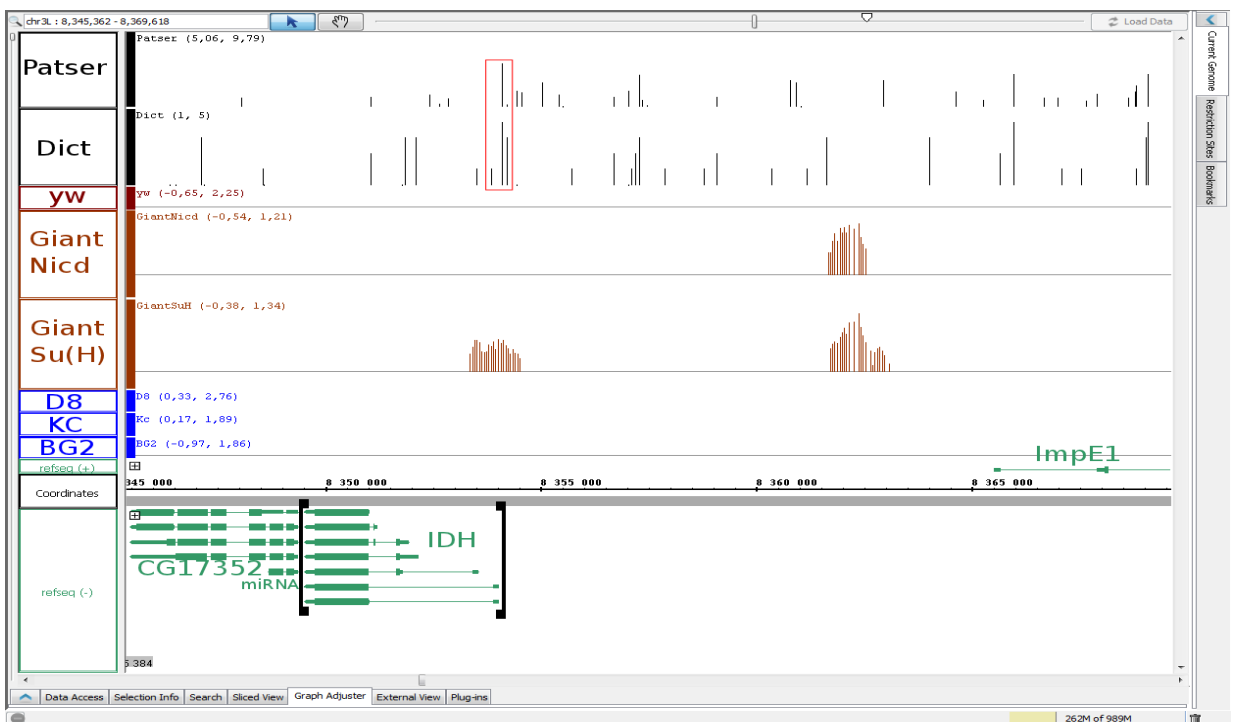 chr3L : 8,345,362 - 8,369,618
Load Data
Patser
Patser (5,06, 9,79)
Dict
Dict (1, 5)
yw
yw (-0,65, 2,25)
Giant
Nicd
GiantNicd (-0,54, 1,21)
Giant
Su(H)
GiantSuH (-0,38, 1,34)
D8
D8 (0,33, 2,76)
KC
Kc (0,17, 1,89)
BG2
BG2 (-0,97, 1,86)
refseq (+)
ImpE1
Coordinates
345 000
8 350 000
8 355 000
8 360 000
8 365 000
IDH
CG17352
miRNA
refseq (-)
5 384
Current Genome
Restriction Sites
Bookmarks
Data Access
Selection Info
Search
Sliced View
Graph Adjuster
External View
Plug-ins
262M of 989M